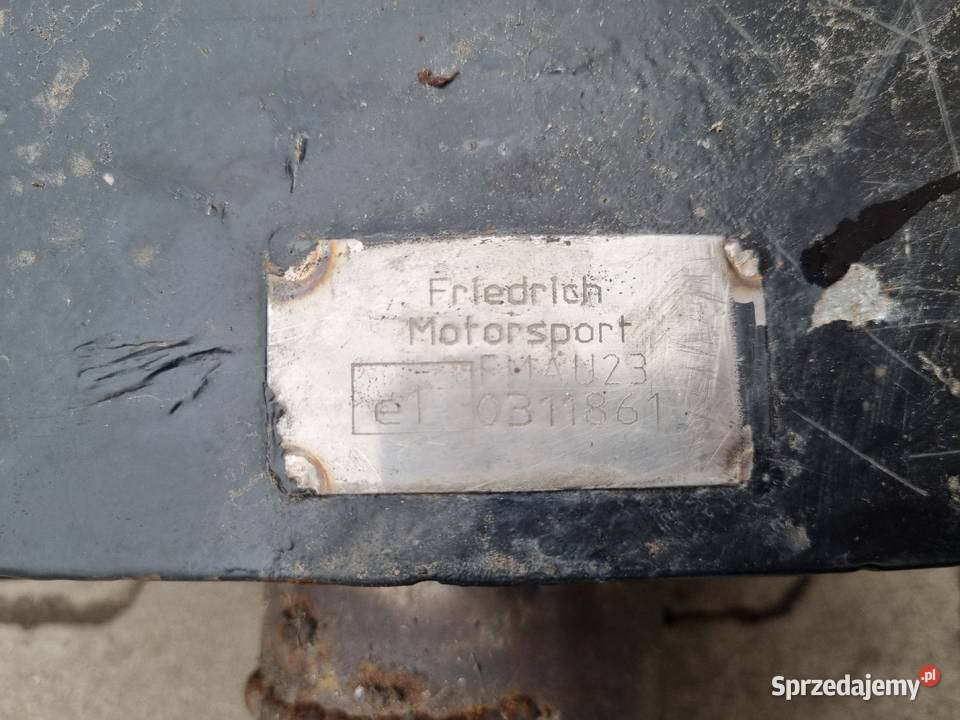 Friedrich
Motorsport
FMAU23
e1 0311861
Sprzedajemy.pl